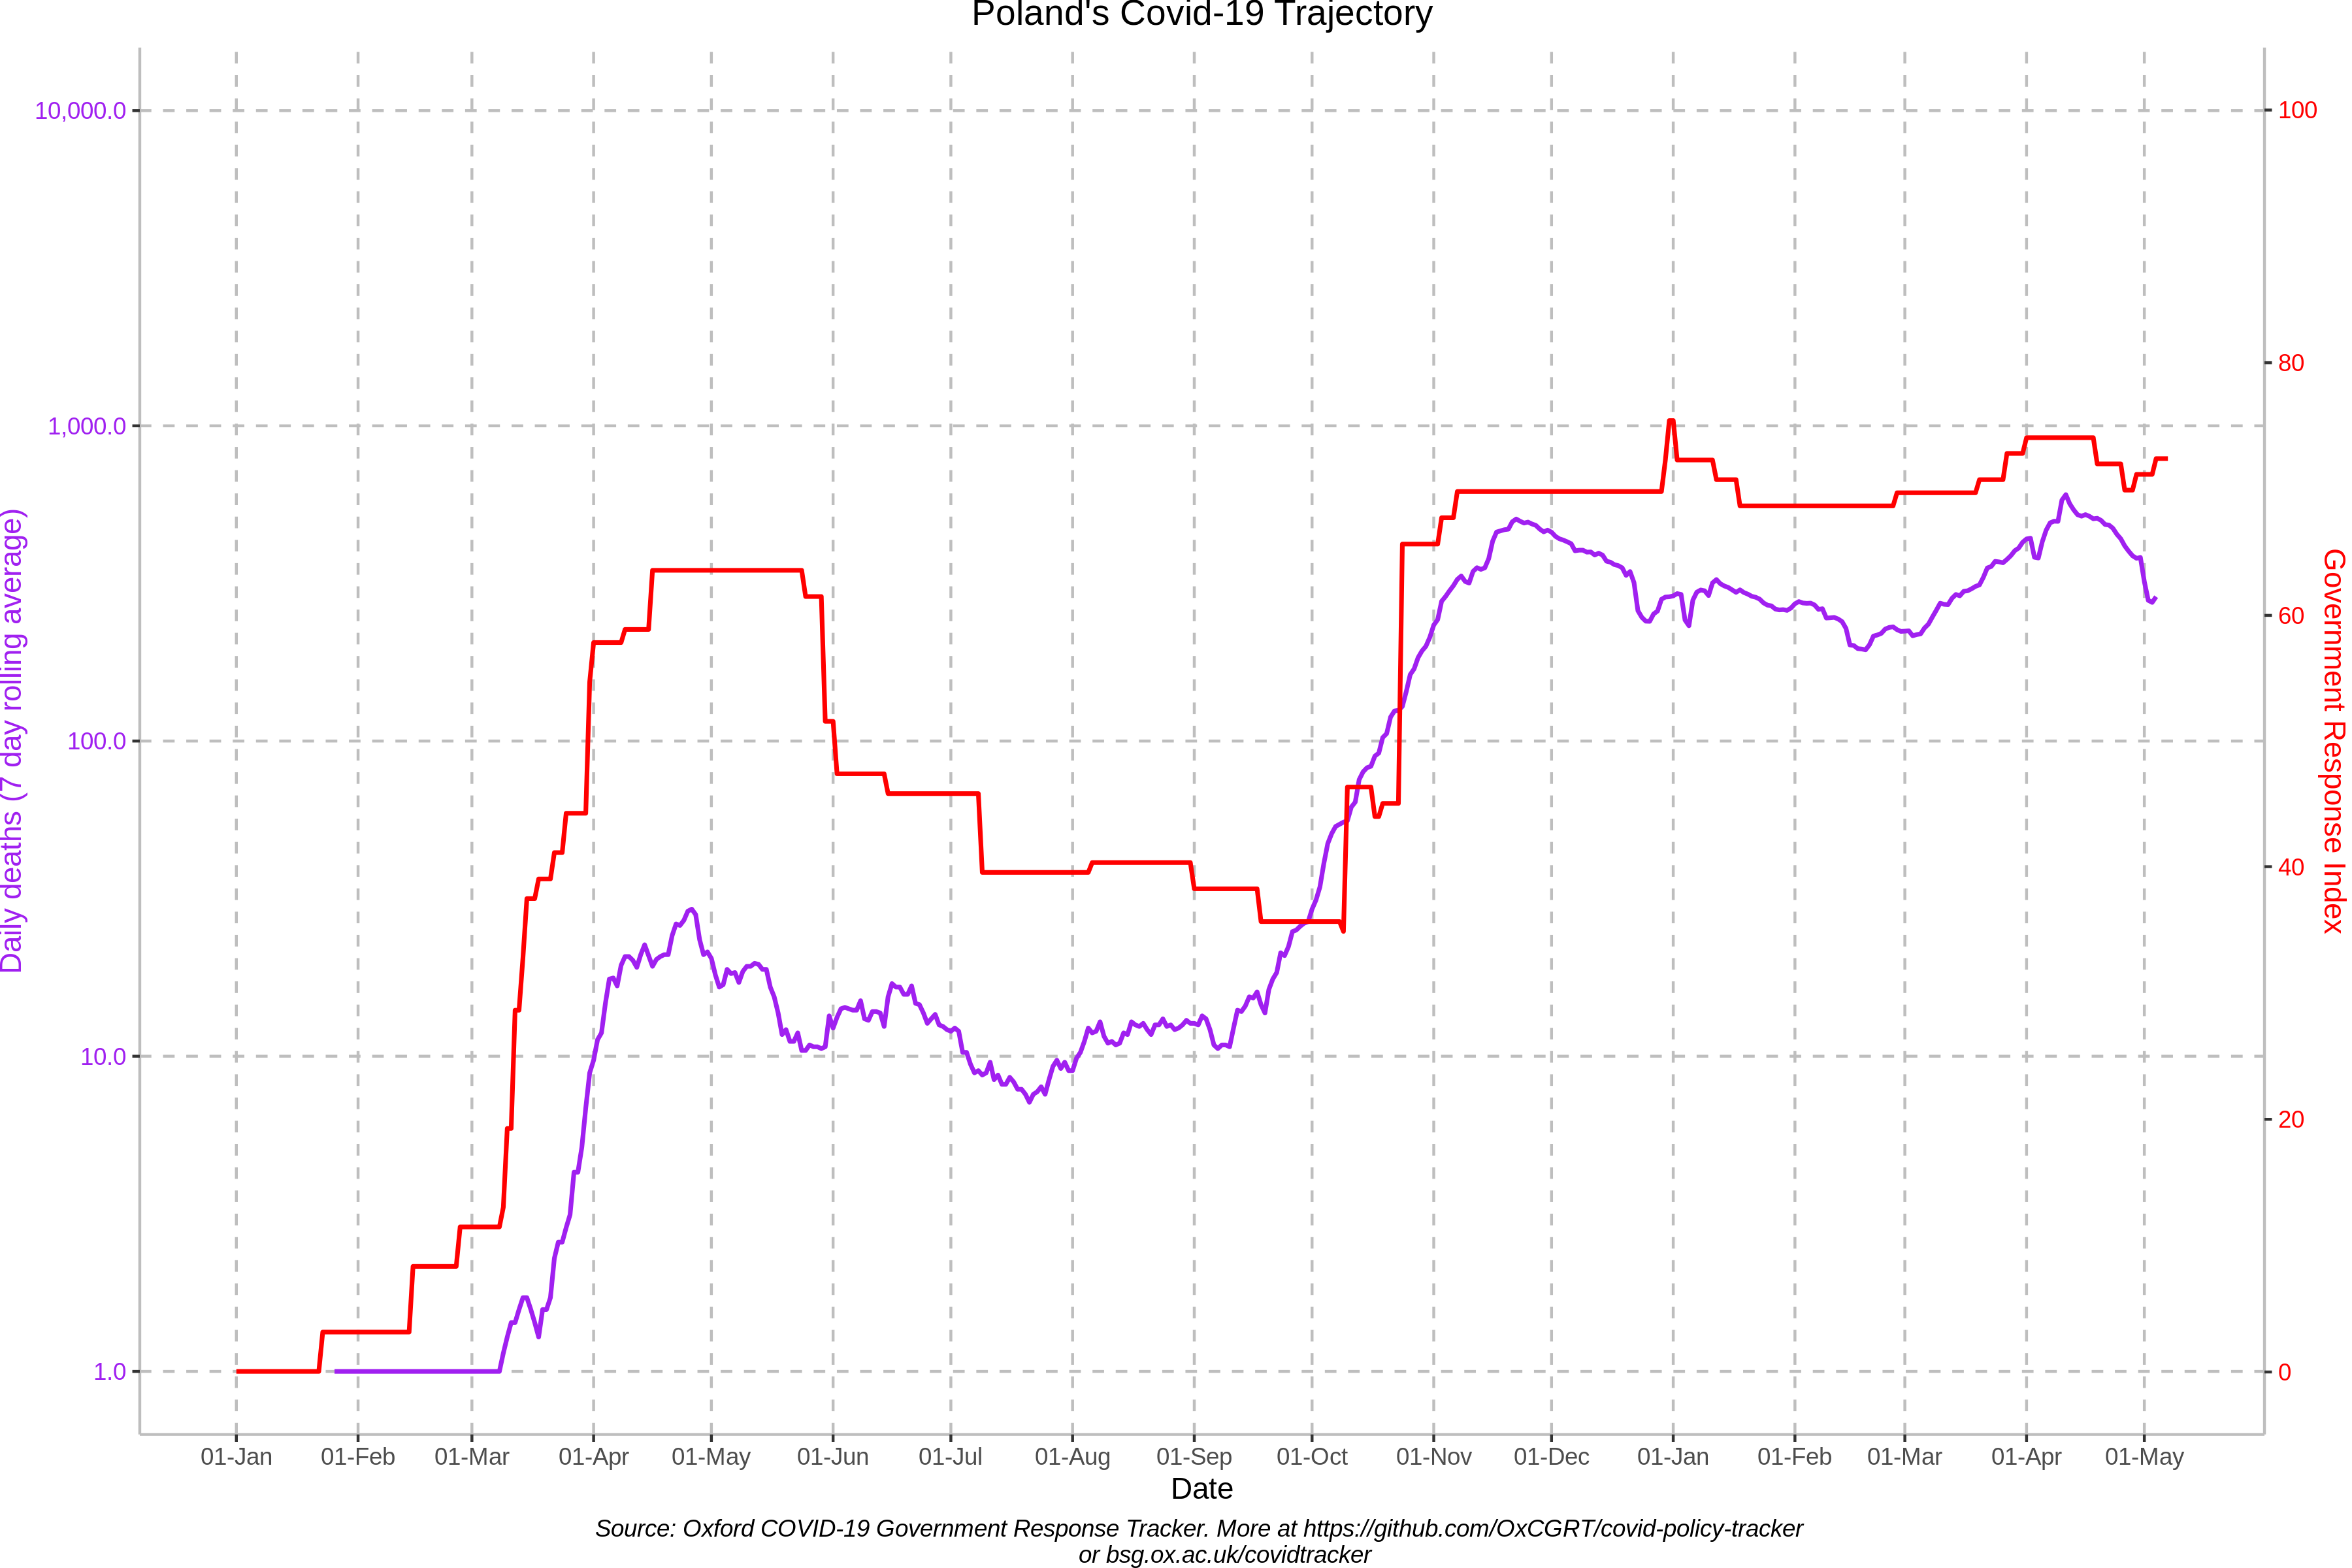 Poland's Covid-19 Trajectory
Daily deaths (7 day rolling average)
10,000.0
1,000.0
100.0
10.0
1.0
100
80
60
40
20
0
Government Response Index
01-Jan 01-Feb 01-Mar 01-Apr 01-May 01-Jun 01-Jul 01-Aug 01-Sep 01-Oct 01-Nov 01-Dec 01-Jan 01-Feb 01-Mar 01-Apr 01-May
Date
Source: Oxford COVID-19 Government Response Tracker. More at https://github.com/OxCGRT/covid-policy-tracker
or bsg.ox.ac.uk/covidtracker